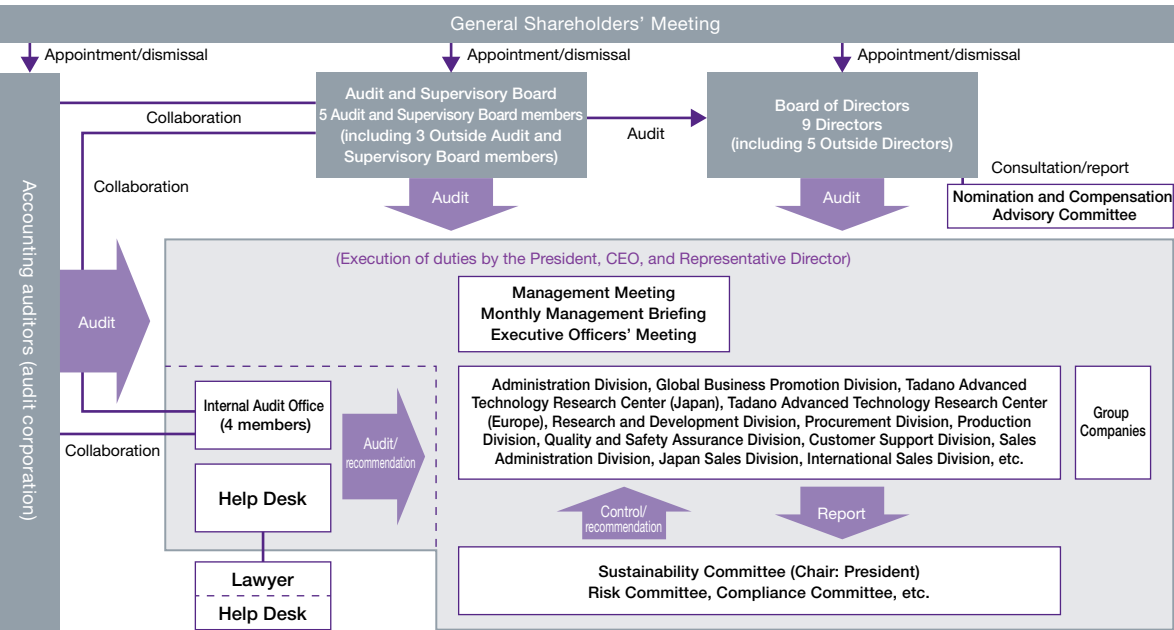 General Shareholders' Meeting
Appointment/dismissal
Appointment/dismissal
Appointment/dismissal
Accounting auditors (audit corporation)
Audit and Supervisory Board
5 Audit and Supervisory Board members
(including 3 Outside Audit and
Supervisory Board members)
Board of Directors
9 Directors
(including 5 Outside Directors)
Collaboration
Audit
Collaboration
Consultation/report
Nomination and Compensation
Advisory Committee
Audit
Audit
(Execution of duties by the President, CEO, and Representative Director)
Management Meeting
Monthly Management Briefing
Executive Officers' Meeting
Audit
Internal Audit Office
(4 members)
Collaboration
Audit/
recommendation
Administration Division, Global Business Promotion Division, Tadano Advanced
Technology Research Center (Japan), Tadano Advanced Technology Research Center
(Europe), Research and Development Division, Procurement Division, Production
Division, Quality and Safety Assurance Division, Customer Support Division, Sales
Administration Division, Japan Sales Division, International Sales Division, etc.
Group
Companies
Help Desk
Control/
recommendation
Report
Lawyer
Help Desk
Sustainability Committee (Chair: President)
Risk Committee, Compliance Committee, etc.